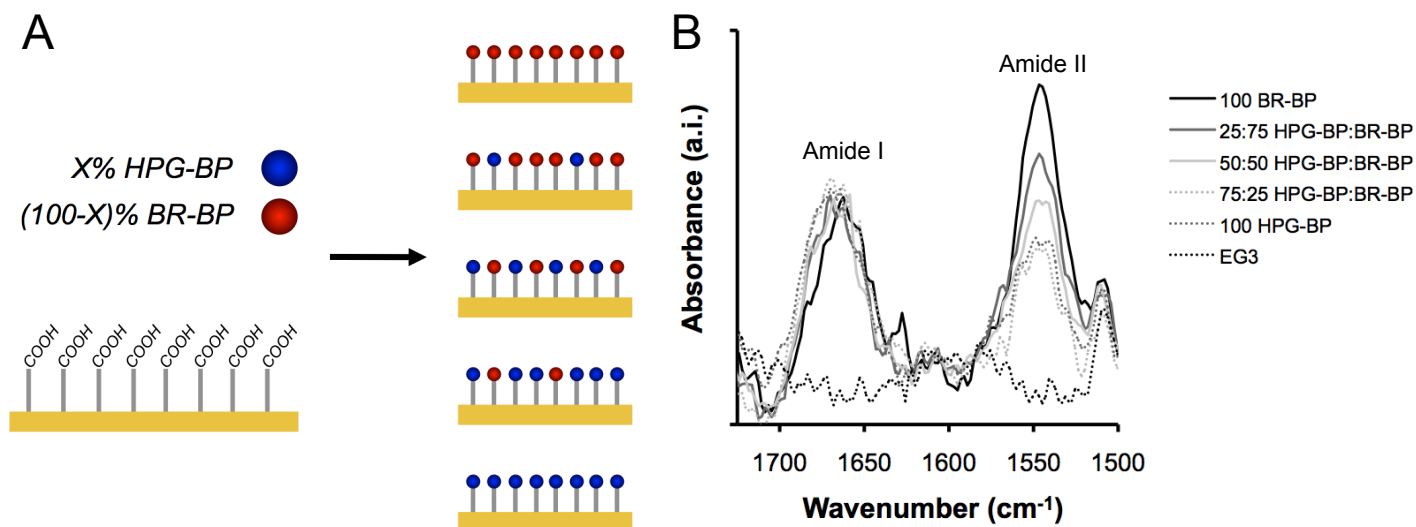 A
X% HPG-BP
(100-X)% BR-BP
COOH
COOH
COOH
COOH
COOH
COOH
COOH
COOH
B
Absorbance (a.i.)
Amide I
Amide II
1700
1650
1600
1550
1500
Wavenumber (cm⁻¹)
100 BR-BP
25:75 HPG-BP:BR-BP
50:50 HPG-BP:BR-BP
75:25 HPG-BP:BR-BP
100 HPG-BP
EG3